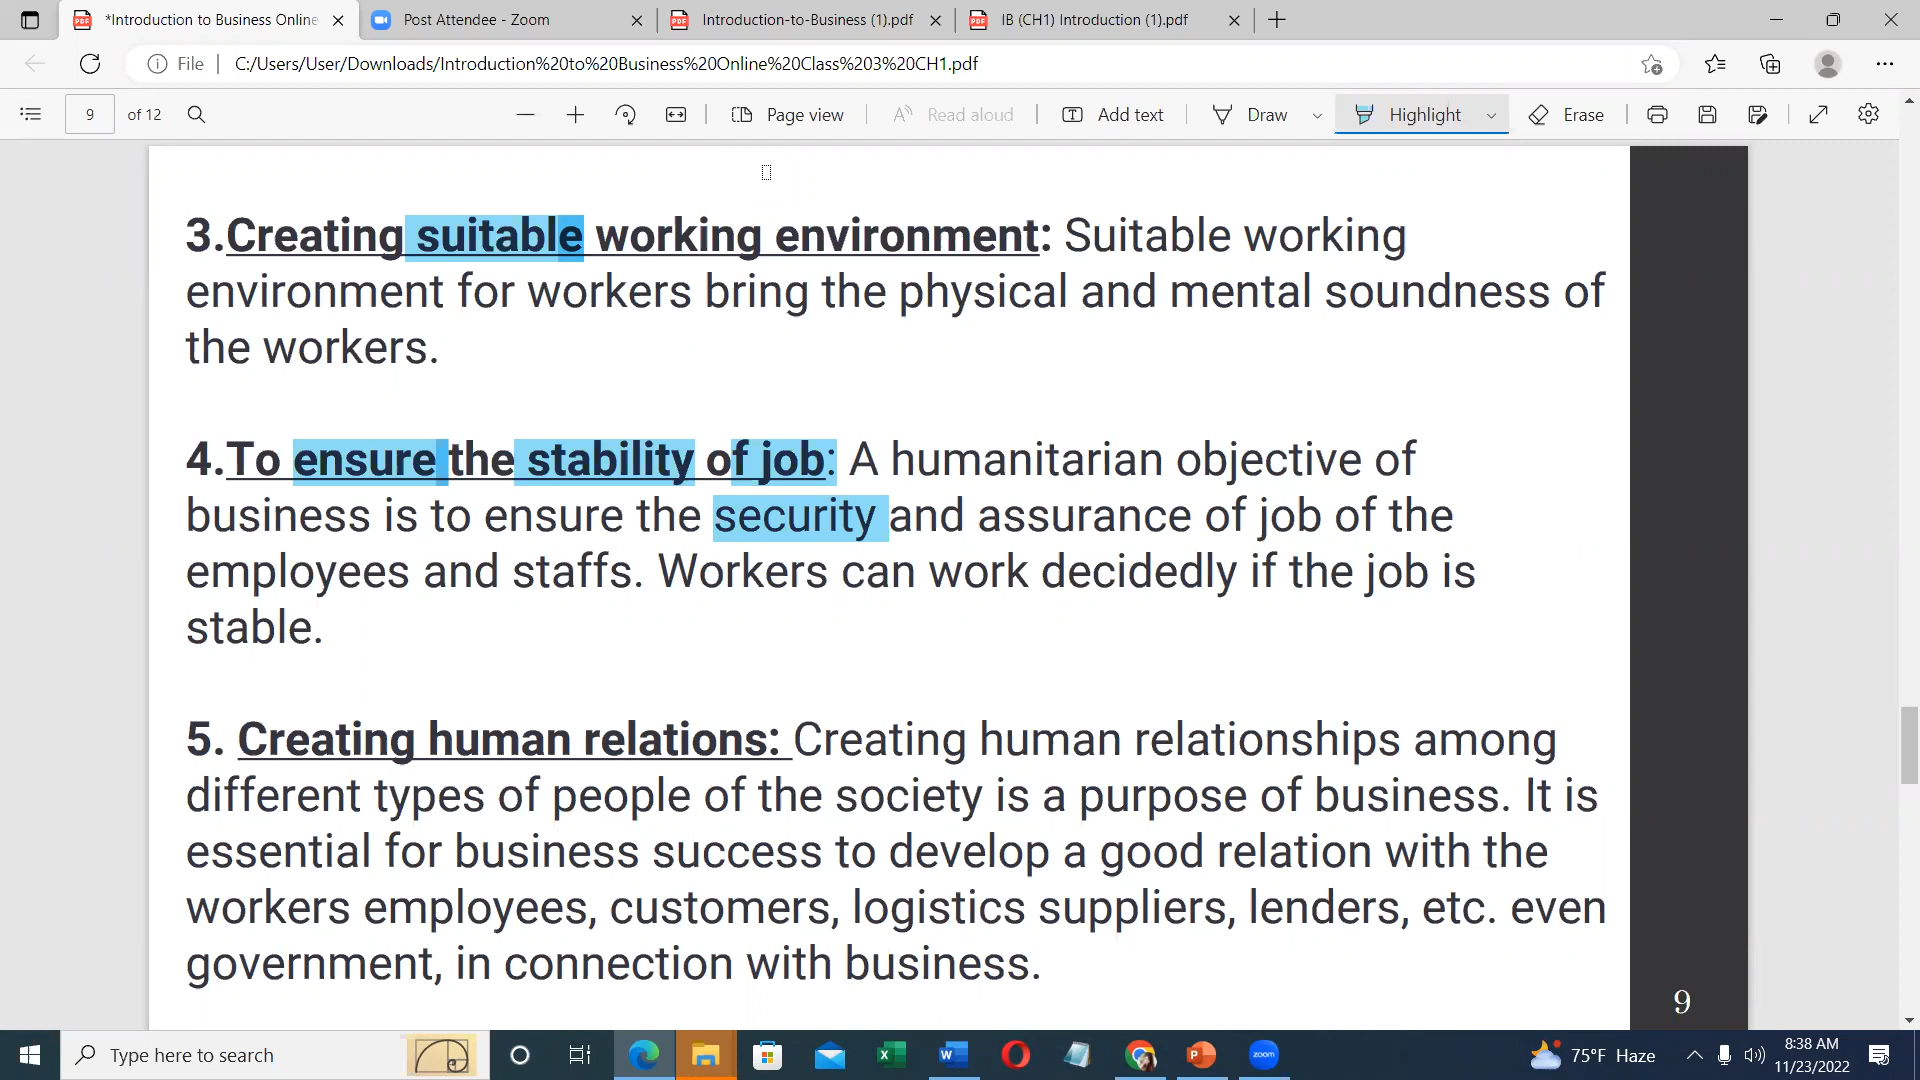 *Introduction to Business Online
Post Attendee - Zoom
Introduction-to-Business (1).pdf
IB (CH1) Introduction (1).pdf
File
C:/Users/User/Downloads/Introduction%20to%20Business%20Online%20Class%203%20CH1.pdf
9 of 12
Page view
Read aloud
Add text
Draw
Highlight
Erase
3.Creating suitable working environment: Suitable working
environment for workers bring the physical and mental soundness of
the workers.
4.To ensure the stability of job: A humanitarian objective of
business is to ensure the security and assurance of job of the
employees and staffs. Workers can work decidedly if the job is
stable.
5. Creating human relations: Creating human relationships among
different types of people of the society is a purpose of business. It is
essential for business success to develop a good relation with the
workers employees, customers, logistics suppliers, lenders, etc. even
government, in connection with business.
9
Type here to search
zoom
75°F Haze
8:38 AM
11/23/2022